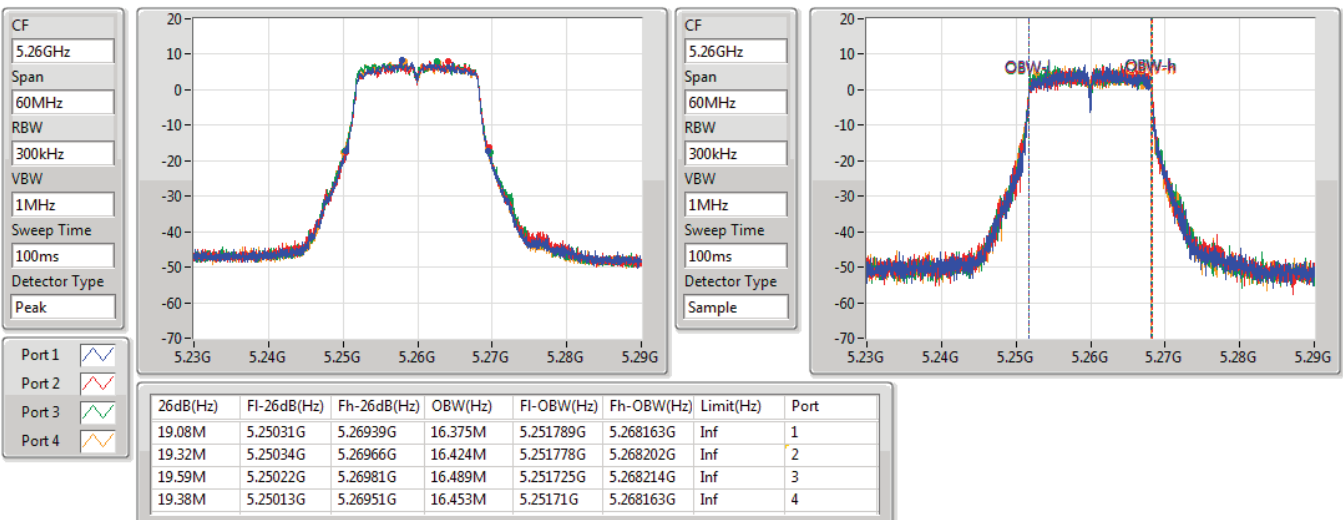 CF
5.26GHz
Span
60MHz
RBW
300kHz
VBW
1MHz
Sweep Time
100ms
Detector Type
Peak
20
10
0
-10
-20
-30
-40
-50
-60
-70
5.23G 5.24G 5.25G 5.26G 5.27G 5.28G 5.29G
CF
5.26GHz
Span
60MHz
RBW
300kHz
VBW
1MHz
Sweep Time
100ms
Detector Type
Sample
20
10
0
-10
-20
-30
-40
-50
-60
-70
OBW-l OBW-h
5.23G 5.24G 5.25G 5.26G 5.27G 5.28G 5.29G
Port 1
Port 2
Port 3
Port 4
26dB(Hz) Fl-26dB(Hz) Fh-26dB(Hz) OBW(Hz) Fl-OBW(Hz) Fh-OBW(Hz) Limit(Hz) Port
19.08M 5.25031G 5.26939G 16.375M 5.251789G 5.268163G Inf 1
19.32M 5.25034G 5.26966G 16.424M 5.251778G 5.268202G Inf 2
19.59M 5.25022G 5.26981G 16.489M 5.251725G 5.268214G Inf 3
19.38M 5.25013G 5.26951G 16.453M 5.25171G 5.268163G Inf 4